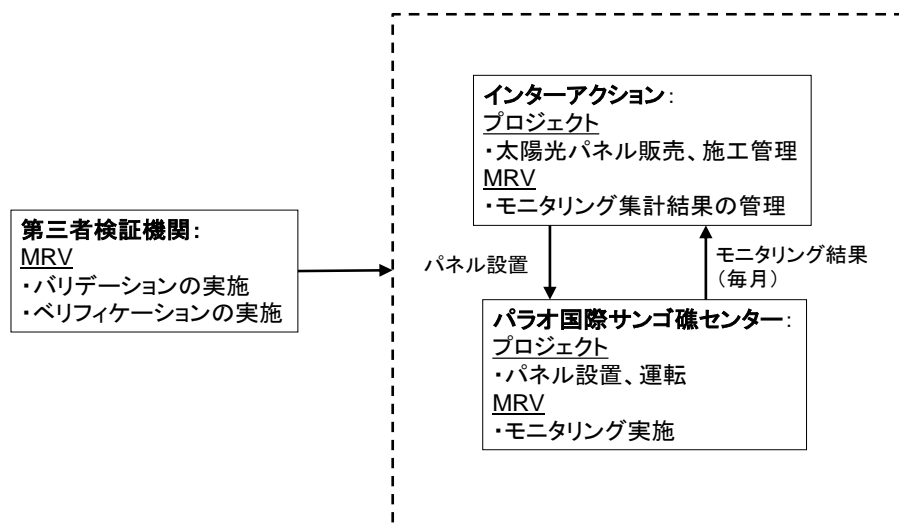 インターアクション:
プロジェクト
・太陽光パネル販売、施工管理
MRV
・モニタリング集計結果の管理
第三者検証機関:
MRV
・バリデーションの実施
・ベリフィケーションの実施
パネル設置
モニタリング結果
(毎月)
パラオ国際サンゴ礁センター:
プロジェクト
・パネル設置、運転
MRV
・モニタリング実施